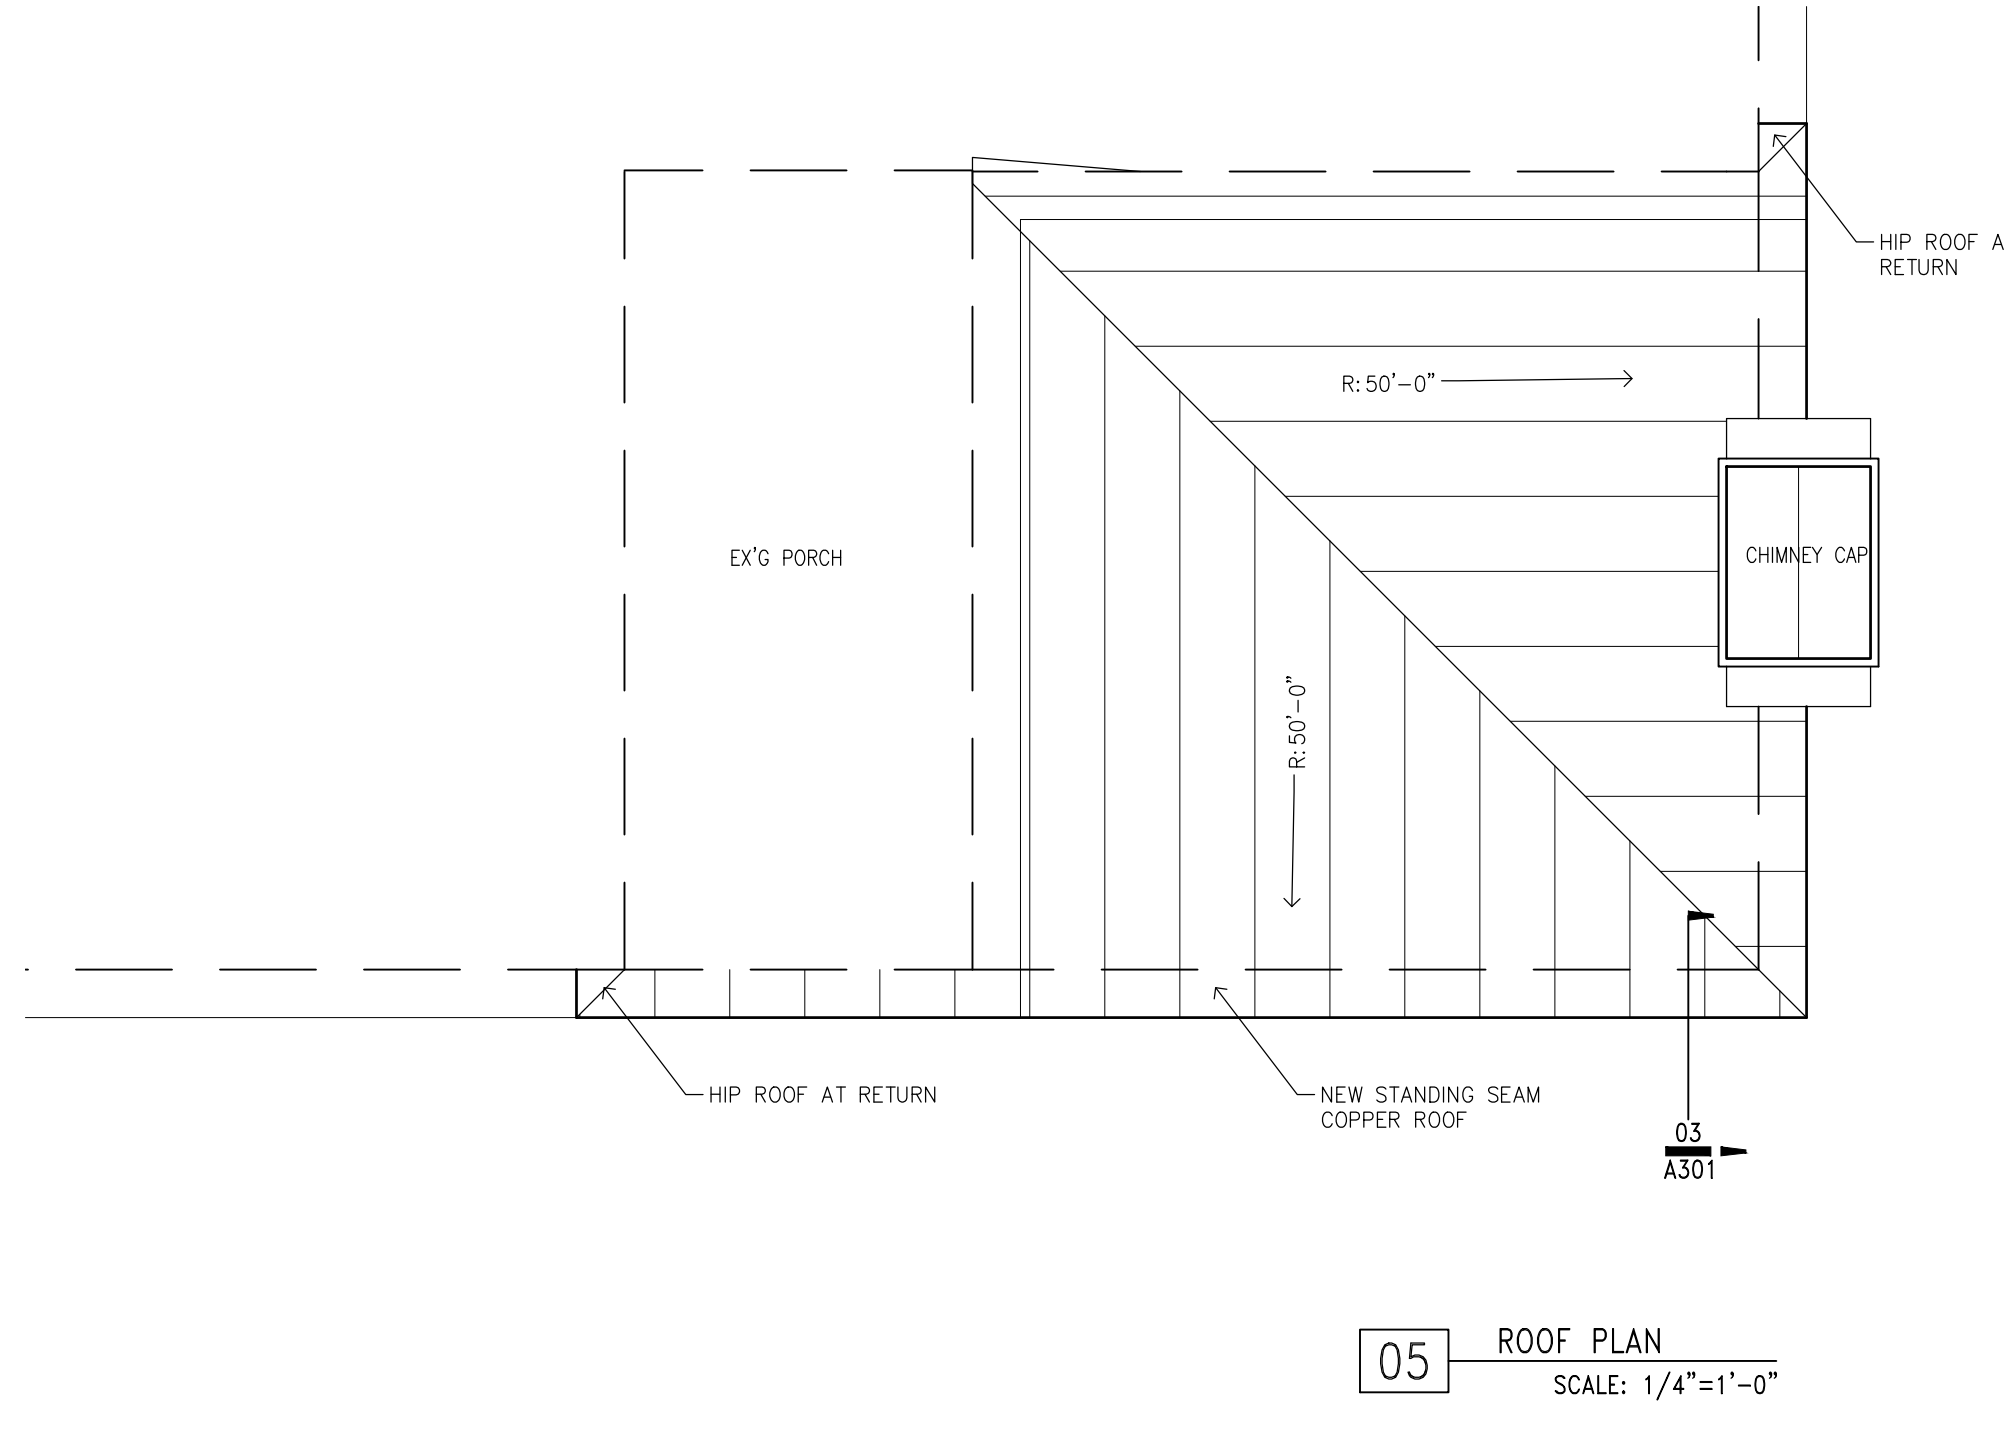 HIP ROOF A
RETURN
R: 50'-0"
EX'G PORCH
CHIMNEY CAP
R: 50'-0"
HIP ROOF AT RETURN
NEW STANDING SEAM
COPPER ROOF
03
A301
05
ROOF PLAN
SCALE: 1/4"=1'-0"